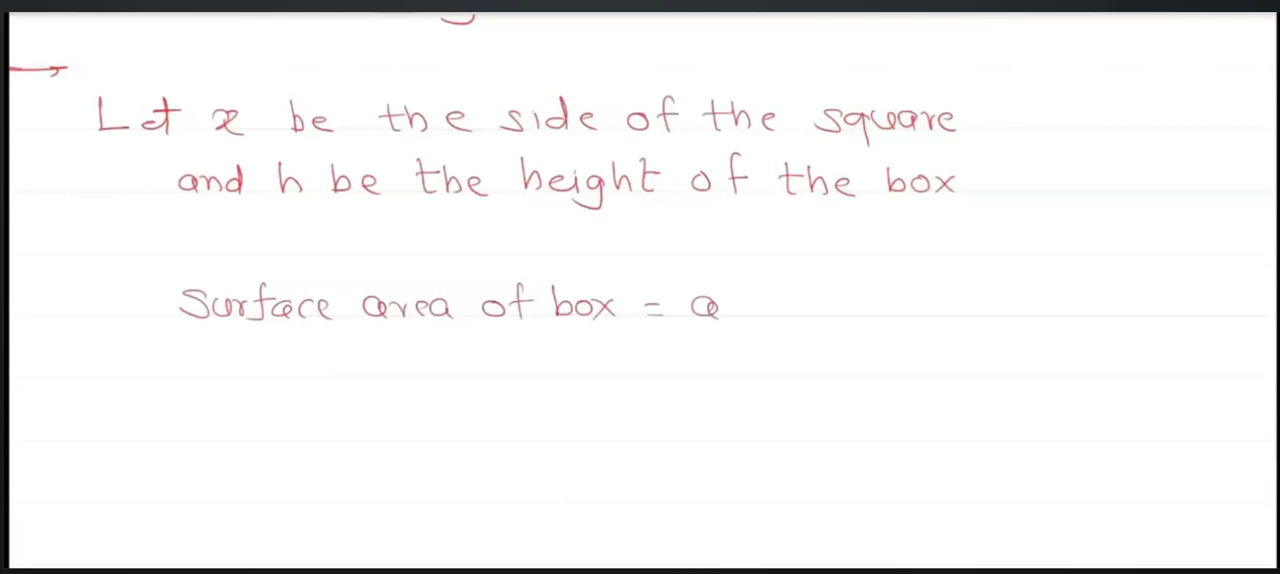 Let x be the side of the square
and h be the height of the box
Surface area of box = a